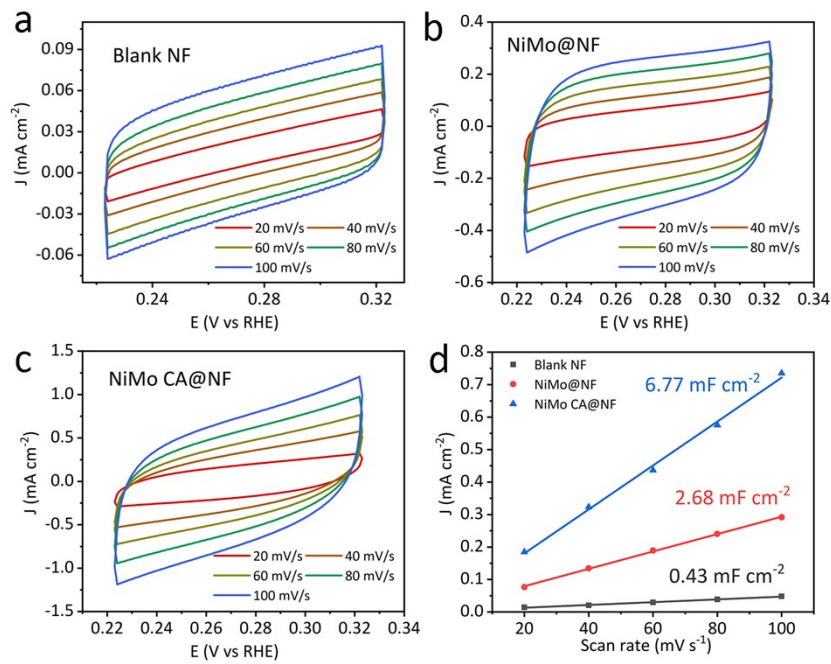 a
Blank NF
0.09
0.06
0.03
0.00
-0.03
-0.06
J (mA cm-2)
20 mV/s 40 mV/s
60 mV/s 80 mV/s
100 mV/s
0.24 0.28 0.32
E (V vs RHE)
b
NiMo@NF
0.4
0.2
0.0
-0.2
-0.4
-0.6
J (mA cm-2)
20 mV/s 40 mV/s
60 mV/s 80 mV/s
100 mV/s
0.22 0.24 0.26 0.28 0.30 0.32 0.34
E (V vs RHE)
c
NiMo CA@NF
1.5
1.0
0.5
0.0
-0.5
-1.0
-1.5
J (mA cm-2)
20 mV/s 40 mV/s
60 mV/s 80 mV/s
100 mV/s
0.22 0.24 0.26 0.28 0.30 0.32 0.34
E (V vs RHE)
d
Blank NF
NiMo@NF
NiMo CA@NF
6.77 mF cm-2
2.68 mF cm-2
0.43 mF cm-2
0.8
0.7
0.6
0.5
0.4
0.3
0.2
0.1
0.0
J (mA cm-2)
20 40 60 80 100
Scan rate (mV s-1)